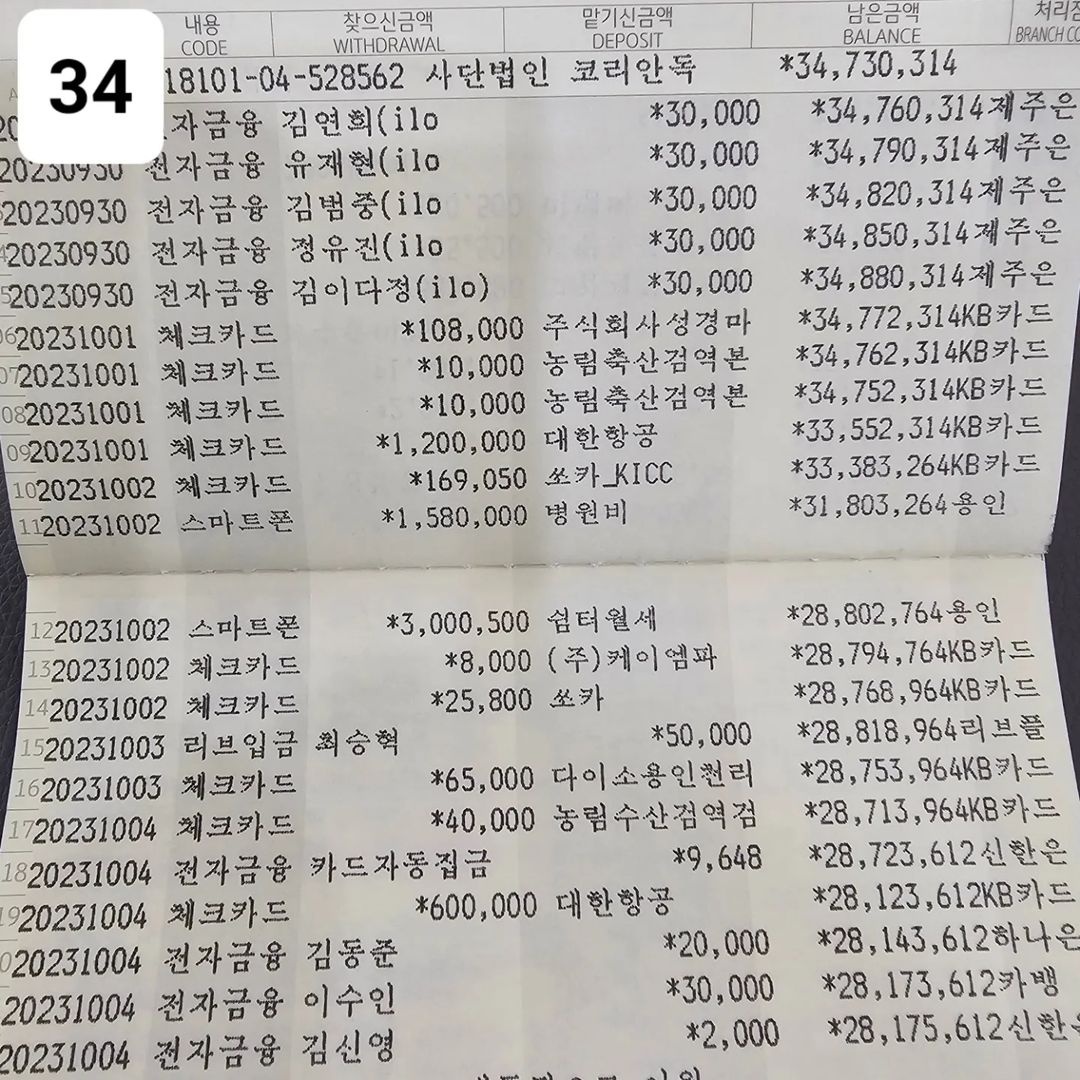 내용 찾으신금액 맡기신금액 남은금액
CODE WITHDRAWAL DEPOSIT BALANCE BRANCH
34
18101-04-528562 사단법인 코리안독 *34,730,314
자금융 김연희(ilo *30,000 *34,760,314제주은
20230930 전자금융 유재현(ilo *30,000 *34,790,314제주은
20230930 전자금융 김범중(ilo *30,000 *34,820,314제주은
20230930 전자금융 정유진(ilo *30,000 *34,850,314제주은
20230930 전자금융 김이다정(ilo) *30,000 *34,880,314제주은
0620231001 체크카드 *108,000 주식회사성경마 *34,772,314KB카드
0720231001 체크카드 *10,000 농림축산검역본 *34,762,314KB카드
0820231001 체크카드 *10,000 농림축산검역본 *34,752,314KB카드
0920231001 체크카드 *1,200,000 대한항공 *33,552,314KB카드
1020231002 체크카드 *169,050 쏘카_KICC *33,383,264KB카드
1120231002 스마트폰 *1,580,000 병원비 *31,803,264용인
1220231002 스마트폰 *3,000,500 쉼터월세 *28,802,764용인
1320231002 체크카드 *8,000 (주)케이엠파 *28,794,764KB카드
1420231002 체크카드 *25,800 쏘카 *28,768,964KB카드
1520231003 리브입금 최승혁 *50,000 *28,818,964리브플
1620231003 체크카드 *65,000 다이소용인천리 *28,753,964KB카드
1720231004 체크카드 *40,000 농림수산검역검 *28,713,964KB카드
1820231004 전자금융 카드자동집금 *9,648 *28,723,612신한은
1920231004 체크카드 *600,000 대한항공 *28,123,612KB카드
20231004 전자금융 김동준 *20,000 *28,143,612하나은
20231004 전자금융 이수인 *30,000 *28,173,612카뱅
20231004 전자금융 김신영 *2,000 *28,175,612신한은